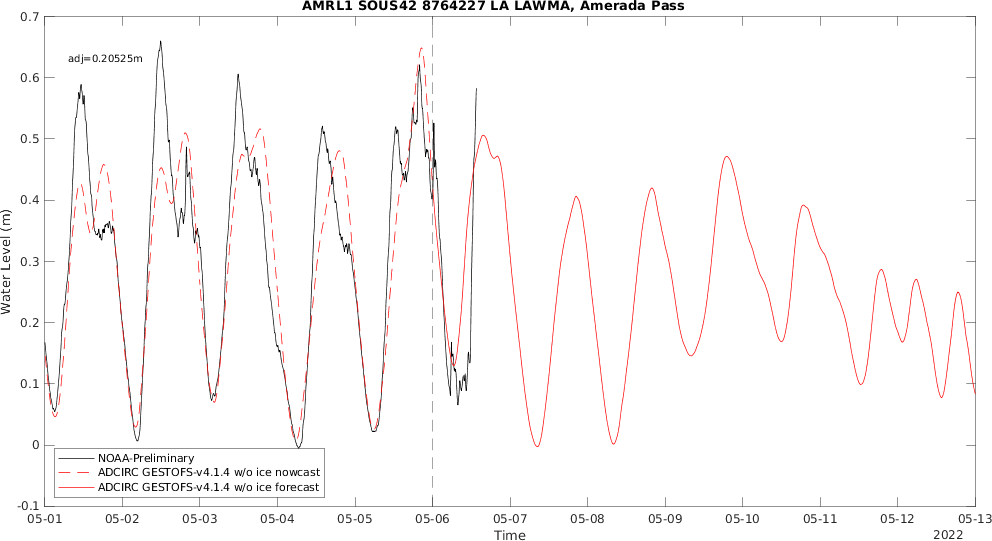 AMRL1 SOUS42 8764227 LA LAWMA, Amerada Pass
0.7
0.6
0.5
0.4
0.3
0.2
0.1
0
-0.1
Water Level (m)
adj=0.20525m
NOAA-Preliminary
ADCIRC GESTOFS-v4.1.4 w/o ice nowcast
ADCIRC GESTOFS-v4.1.4 w/o ice forecast
05-01 05-02 05-03 05-04 05-05 05-06 05-07 05-08 05-09 05-10 05-11 05-12 05-13
Time
2022